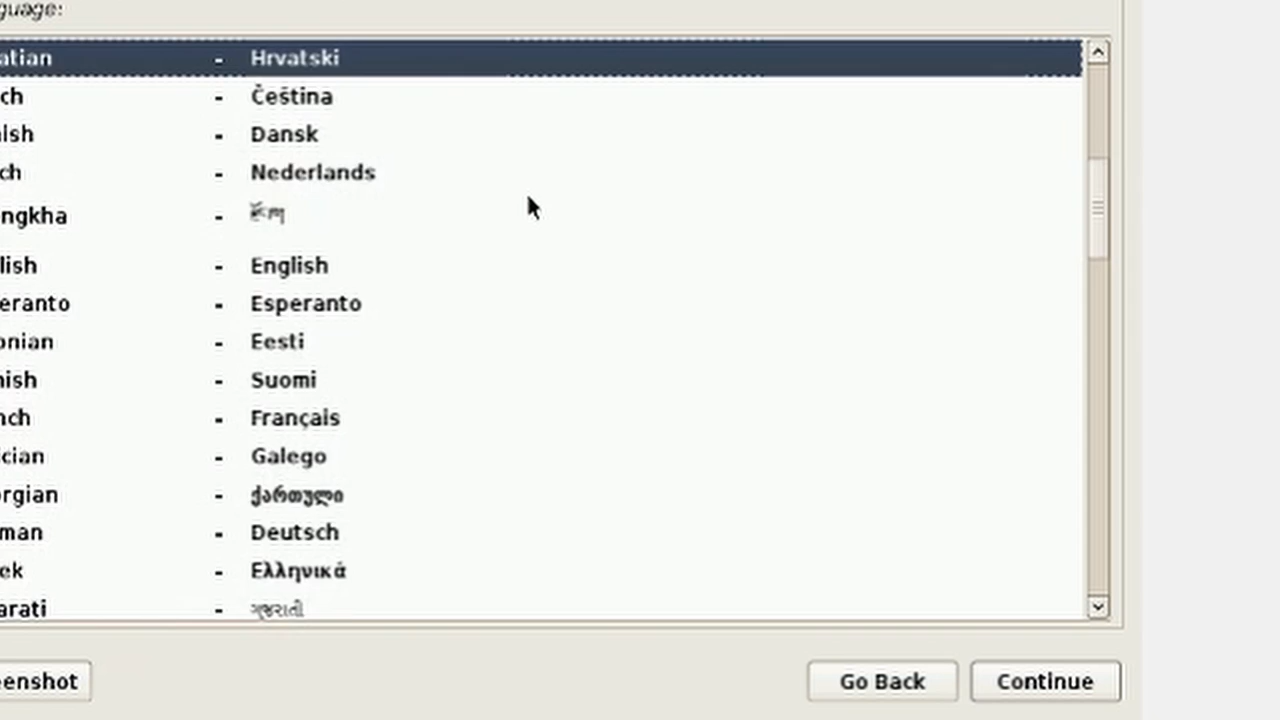 guage:
atian - Hrvatski
ch - Čeština
nish - Dansk
ch - Nederlands
ngkha -
lish - English
eranto - Esperanto
onian - Eesti
nish - Suomi
nch - Français
cian - Galego
rgian - ქართული
man - Deutsch
ek - Ελληνικά
arati - ગુજરાતી
eenshot
Go Back
Continue